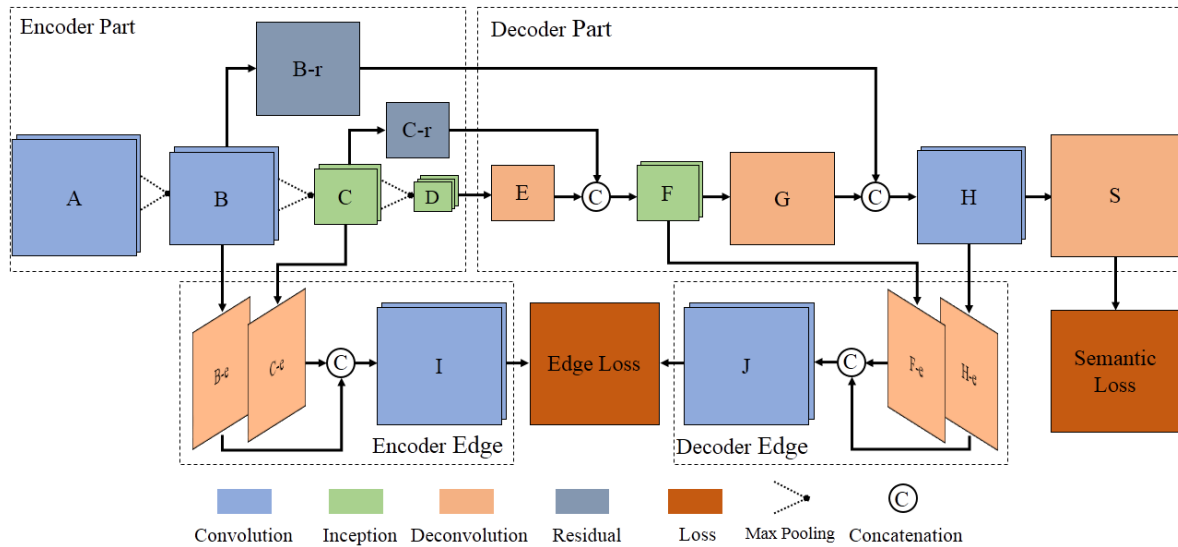 Encoder Part
Decoder Part
B-r
C-r
A
B
C
D
E
C
F
G
C
H
S
B-e
C-e
C
I
Edge Loss
J
C
F-e
H-e
Semantic
Loss
Encoder Edge
Decoder Edge
C
Convolution
Inception
Deconvolution
Residual
Loss
Max Pooling
Concatenation